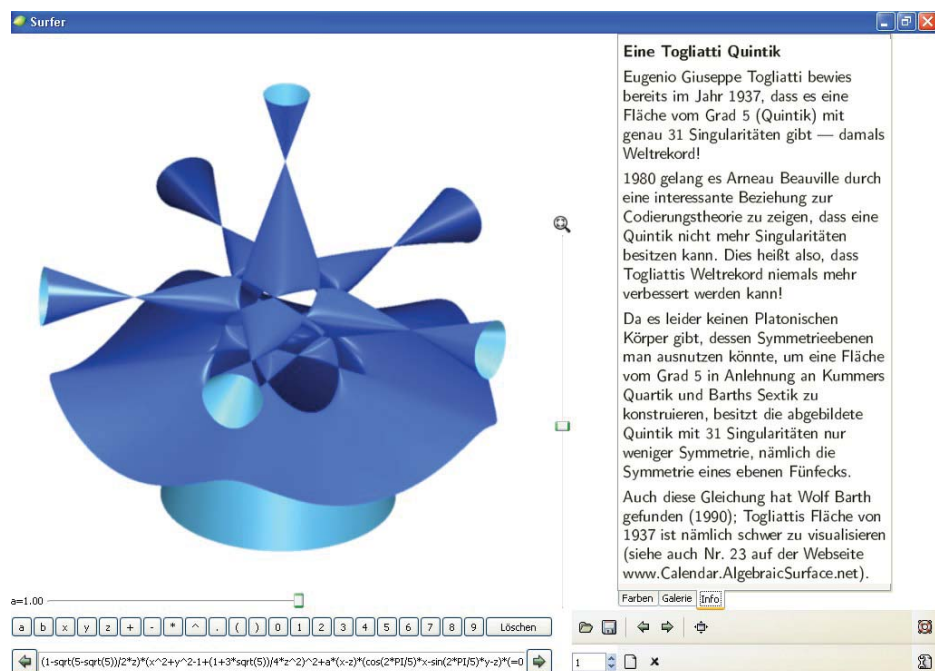 Surfer
Eine Togliatti Quintik
Eugenio Giuseppe Togliatti bewies
bereits im Jahr 1937, dass es eine
Fläche vom Grad 5 (Quintik) mit
genau 31 Singularitäten gibt — damals
Weltrekord!
1980 gelang es Arneau Beauville durch
eine interessante Beziehung zur
Codierungstheorie zu zeigen, dass eine
Quintik nicht mehr Singularitäten
besitzen kann. Dies heißt also, dass
Togliattis Weltrekord niemals mehr
verbessert werden kann!
Da es leider keinen Platonischen
Körper gibt, dessen Symmetrieebenen
man ausnutzen könnte, um eine Fläche
vom Grad 5 in Anlehnung an Kummers
Quartik und Barths Sextik zu
konstruieren, besitzt die abgebildete
Quintik mit 31 Singularitäten nur
weniger Symmetrie, nämlich die
Symmetrie eines ebenen Fünfecks.
Auch diese Gleichung hat Wolf Barth
gefunden (1990); Togliattis Fläche von
1937 ist nämlich schwer zu visualisieren
(siehe auch Nr. 23 auf der Webseite
www.Calendar.AlgebraicSurface.net).
Farben Galerie Info
a=1.00
a b x y z + - * ^ . ( ) 0 1 2 3 4 5 6 7 8 9 Löschen
(1-sqrt(5-sqrt(5))/2*z)*(x^2+y^2-1+(1+3*sqrt(5))/4*z^2)^2+a*(x-z)*(cos(2*PI/5)*x-sin(2*PI/5)*y-z)*(=0
1